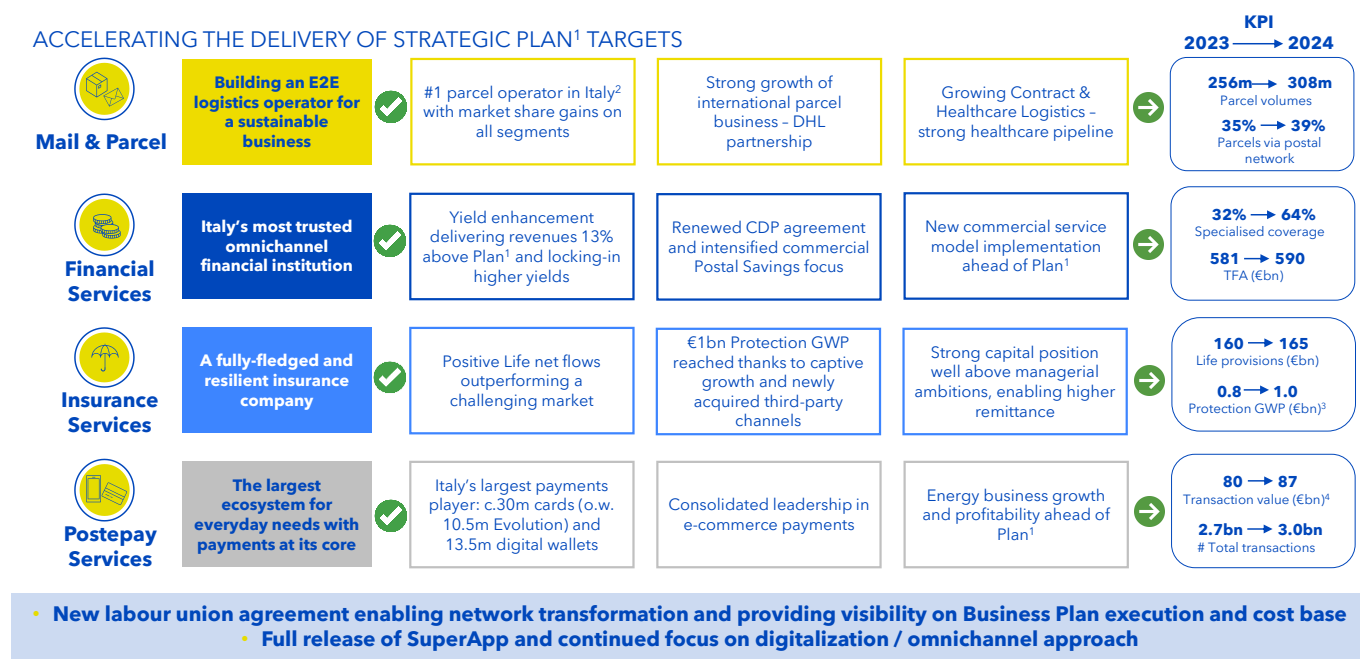 ACCELERATING THE DELIVERY OF STRATEGIC PLAN¹ TARGETS
KPI
2023 → 2024
Mail & Parcel
Building an E2E
logistics operator for
a sustainable
business
#1 parcel operator in Italy²
with market share gains on
all segments
Strong growth of
international parcel
business – DHL
partnership
Growing Contract &
Healthcare Logistics –
strong healthcare pipeline
256m → 308m
Parcel volumes
35% → 39%
Parcels via postal
network
Financial
Services
Italy's most trusted
omnichannel
financial institution
Yield enhancement
delivering revenues 13%
above Plan¹ and locking-in
higher yields
Renewed CDP agreement
and intensified commercial
Postal Savings focus
New commercial service
model implementation
ahead of Plan¹
32% → 64%
Specialised coverage
581 → 590
TFA (€bn)
Insurance
Services
A fully-fledged and
resilient insurance
company
Positive Life net flows
outperforming a
challenging market
€1bn Protection GWP
reached thanks to captive
growth and newly
acquired third-party
channels
Strong capital position
well above managerial
ambitions, enabling higher
remittance
160 → 165
Life provisions (€bn)
0.8 → 1.0
Protection GWP (€bn)³
Postepay
Services
The largest
ecosystem for
everyday needs with
payments at its core
Italy's largest payments
player: c.30m cards (o.w.
10.5m Evolution) and
13.5m digital wallets
Consolidated leadership in
e-commerce payments
Energy business growth
and profitability ahead of
Plan¹
80 → 87
Transaction value (€bn)⁴
2.7bn → 3.0bn
# Total transactions
• New labour union agreement enabling network transformation and providing visibility on Business Plan execution and cost base
• Full release of SuperApp and continued focus on digitalization / omnichannel approach